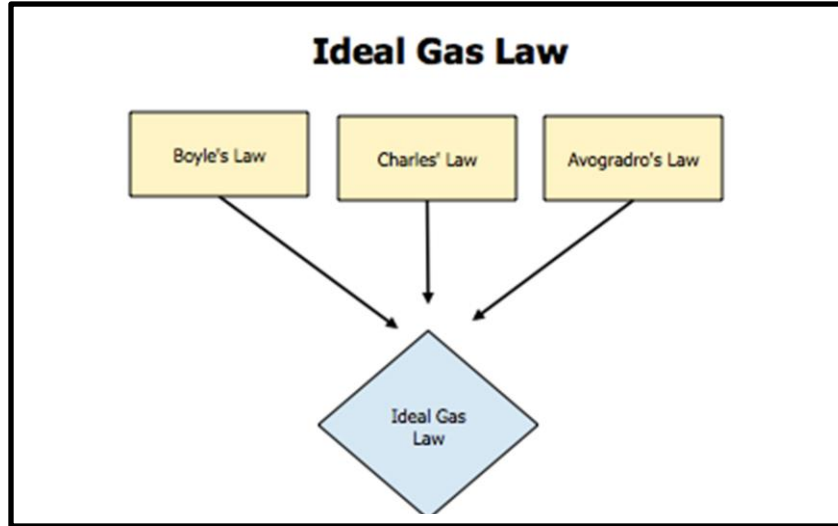 Ideal Gas Law
Boyle's Law
Charles' Law
Avogradro's Law
Ideal Gas
Law